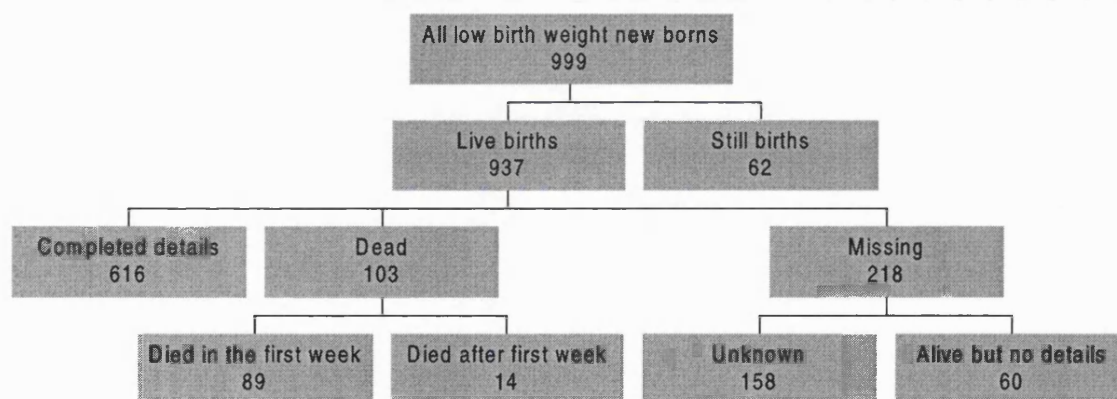 All low birth weight new borns
999
Live births
937
Still births
62
Completed details
616
Dead
103
Missing
218
Died in the first week
89
Died after first week
14
Unknown
158
Alive but no details
60